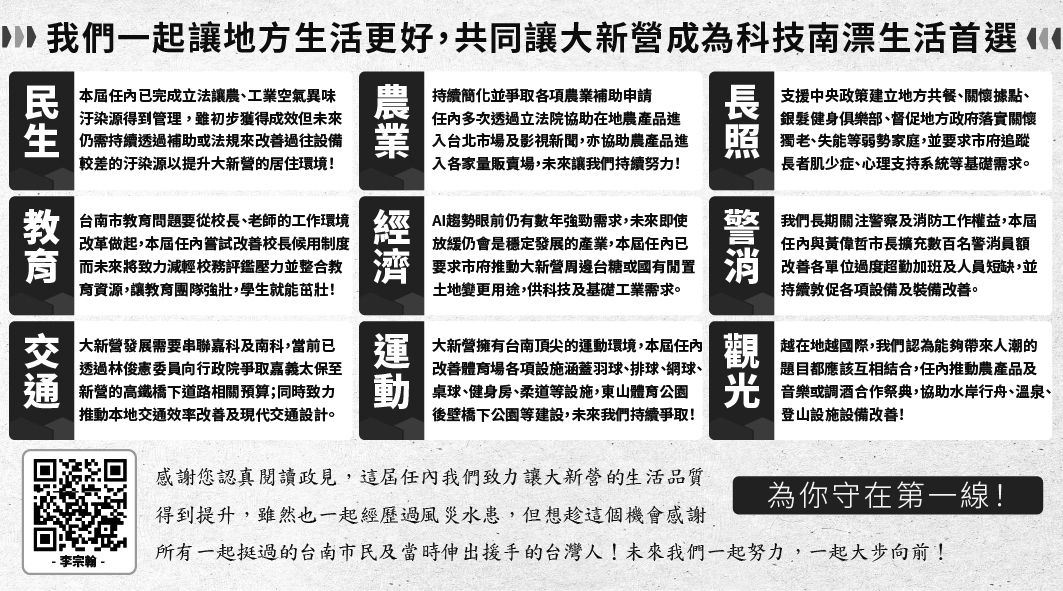 我們一起讓地方生活更好,共同讓大新營成為科技南漂生活首選
民生
本屆任內已完成立法讓農、工業空氣異味
汙染源得到管理，雖初步獲得成效但未來
仍需持續透過補助或法規來改善過往設備
較差的汙染源以提升大新營的居住環境!
農業
持續簡化並爭取各項農業補助申請
任內多次透過立法院協助在地農產品進
入台北市場及影視新聞,亦協助農產品進
入各家量販賣場,未來讓我們持續努力!
長照
支援中央政策建立地方共餐、關懷據點、
銀髮健身俱樂部、督促地方政府落實關懷
獨老、失能等弱勢家庭,並要求市府追蹤
長者肌少症、心理支持系統等基礎需求。
教育
台南市教育問題要從校長、老師的工作環境
改革做起,本屆任內嘗試改善校長候用制度
而未來將致力減輕校務評鑑壓力並整合教
育資源,讓教育團隊強壯,學生就能茁壯!
經濟
AI趨勢眼前仍有數年強勁需求,未來即使
放緩仍會是穩定發展的產業,本屆任內已
要求市府推動大新營周邊台糖或國有閒置
土地變更用途,供科技及基礎工業需求。
警消
我們長期關注警察及消防工作權益,本屆
任內與黃偉哲市長擴充數百名警消員額
改善各單位過度超勤加班及人員短缺,並
持續敦促各項設備及裝備改善。
交通
大新營發展需要串聯嘉科及南科,當前已
透過林俊憲委員向行政院爭取嘉義太保至
新營的高鐵橋下道路相關預算;同時致力
推動本地交通效率改善及現代交通設計。
運動
大新營擁有台南頂尖的運動環境,本屆任內
改善體育場各項設施涵蓋羽球、排球、網球、
桌球、健身房、柔道等設施,東山體育公園
後壁橋下公園等建設,未來我們持續爭取!
觀光
越在地越國際,我們認為能夠帶來人潮的
題目都應該互相結合,任內推動農產品及
音樂或調酒合作祭典,協助水岸行舟、溫泉、
登山設施設備改善!
感謝您認真閱讀政見，這屆任內我們致力讓大新營的生活品質
得到提升，雖然也一起經歷過風災水患，但想趁這個機會感謝
所有一起挺過的台南市民及當時伸出援手的台灣人！未來我們一起努力，一起大步向前！
為你守在第一線！
- 李宗翰 -